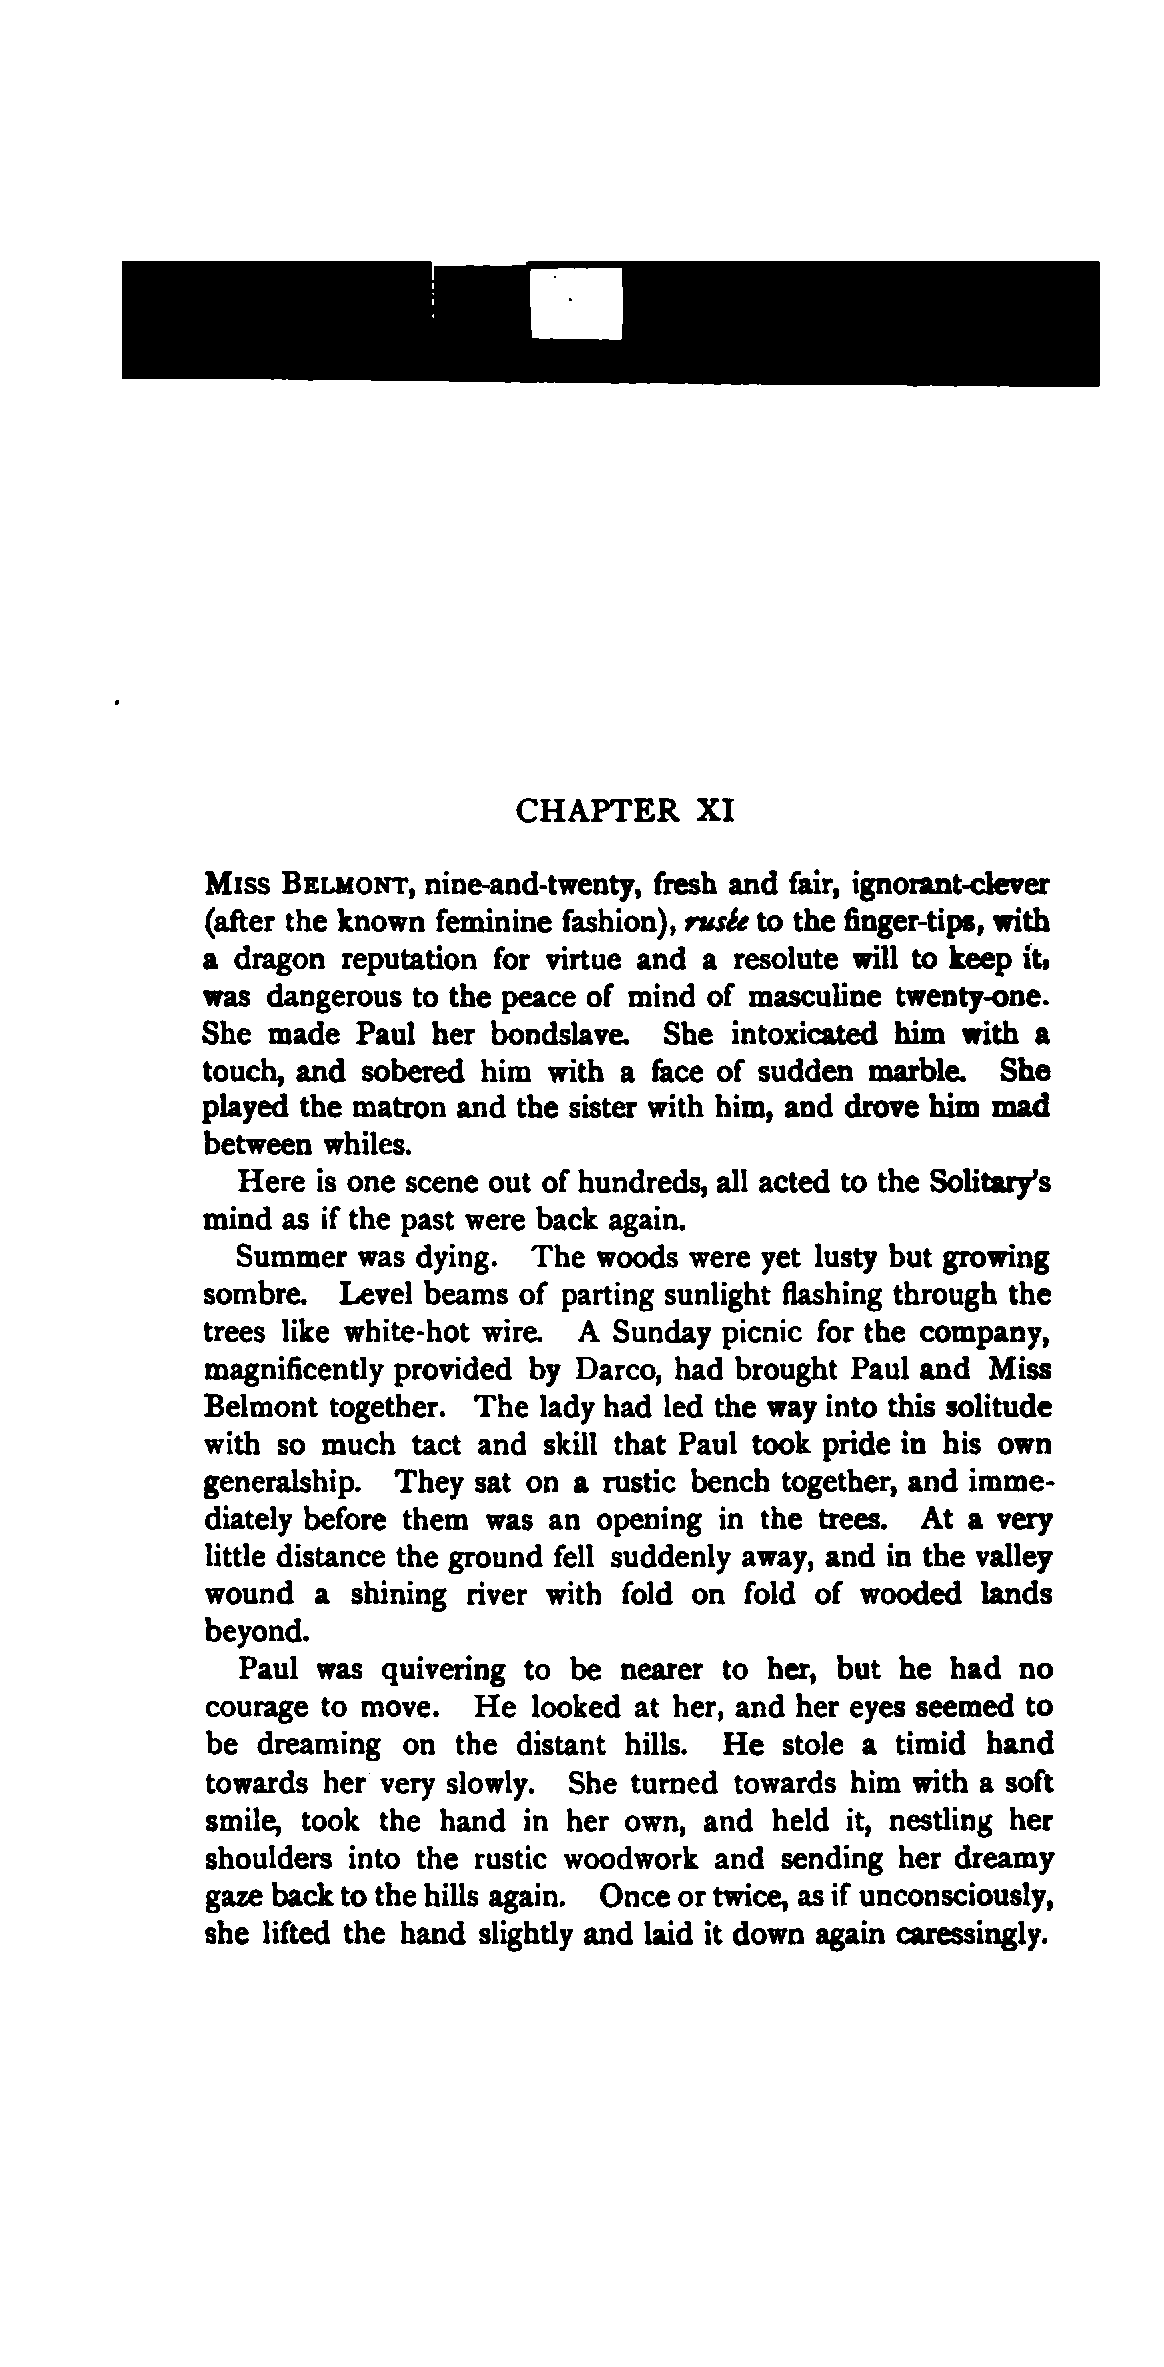 CHAPTER XI
MISS BELMONT, nine-and-twenty, fresh and fair, ignorant-clever
(after the known feminine fashion), rusée to the finger-tips, with
a dragon reputation for virtue and a resolute will to keep it,
was dangerous to the peace of mind of masculine twenty-one.
She made Paul her bondslave. She intoxicated him with a
touch, and sobered him with a face of sudden marble. She
played the matron and the sister with him, and drove him mad
between whiles.
Here is one scene out of hundreds, all acted to the Solitary's
mind as if the past were back again.
Summer was dying. The woods were yet lusty but growing
sombre. Level beams of parting sunlight flashing through the
trees like white-hot wire. A Sunday picnic for the company,
magnificently provided by Darco, had brought Paul and Miss
Belmont together. The lady had led the way into this solitude
with so much tact and skill that Paul took pride in his own
generalship. They sat on a rustic bench together, and imme-
diately before them was an opening in the trees. At a very
little distance the ground fell suddenly away, and in the valley
wound a shining river with fold on fold of wooded lands
beyond.
Paul was quivering to be nearer to her, but he had no
courage to move. He looked at her, and her eyes seemed to
be dreaming on the distant hills. He stole a timid hand
towards her very slowly. She turned towards him with a soft
smile, took the hand in her own, and held it, nestling her
shoulders into the rustic woodwork and sending her dreamy
gaze back to the hills again. Once or twice, as if unconsciously,
she lifted the hand slightly and laid it down again caressingly.